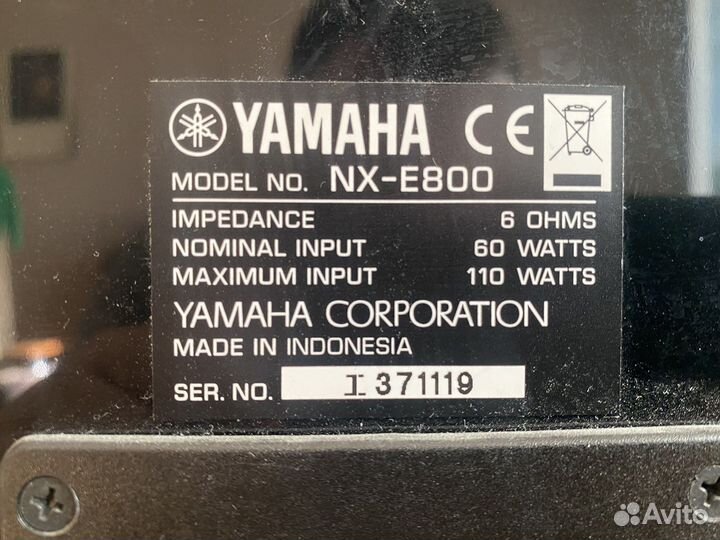 YAMAHA CE
MODEL NO. NX-E800
IMPEDANCE 6 OHMS
NOMINAL INPUT 60 WATTS
MAXIMUM INPUT 110 WATTS
YAMAHA CORPORATION
MADE IN INDONESIA
SER. NO. I 371119
Avito